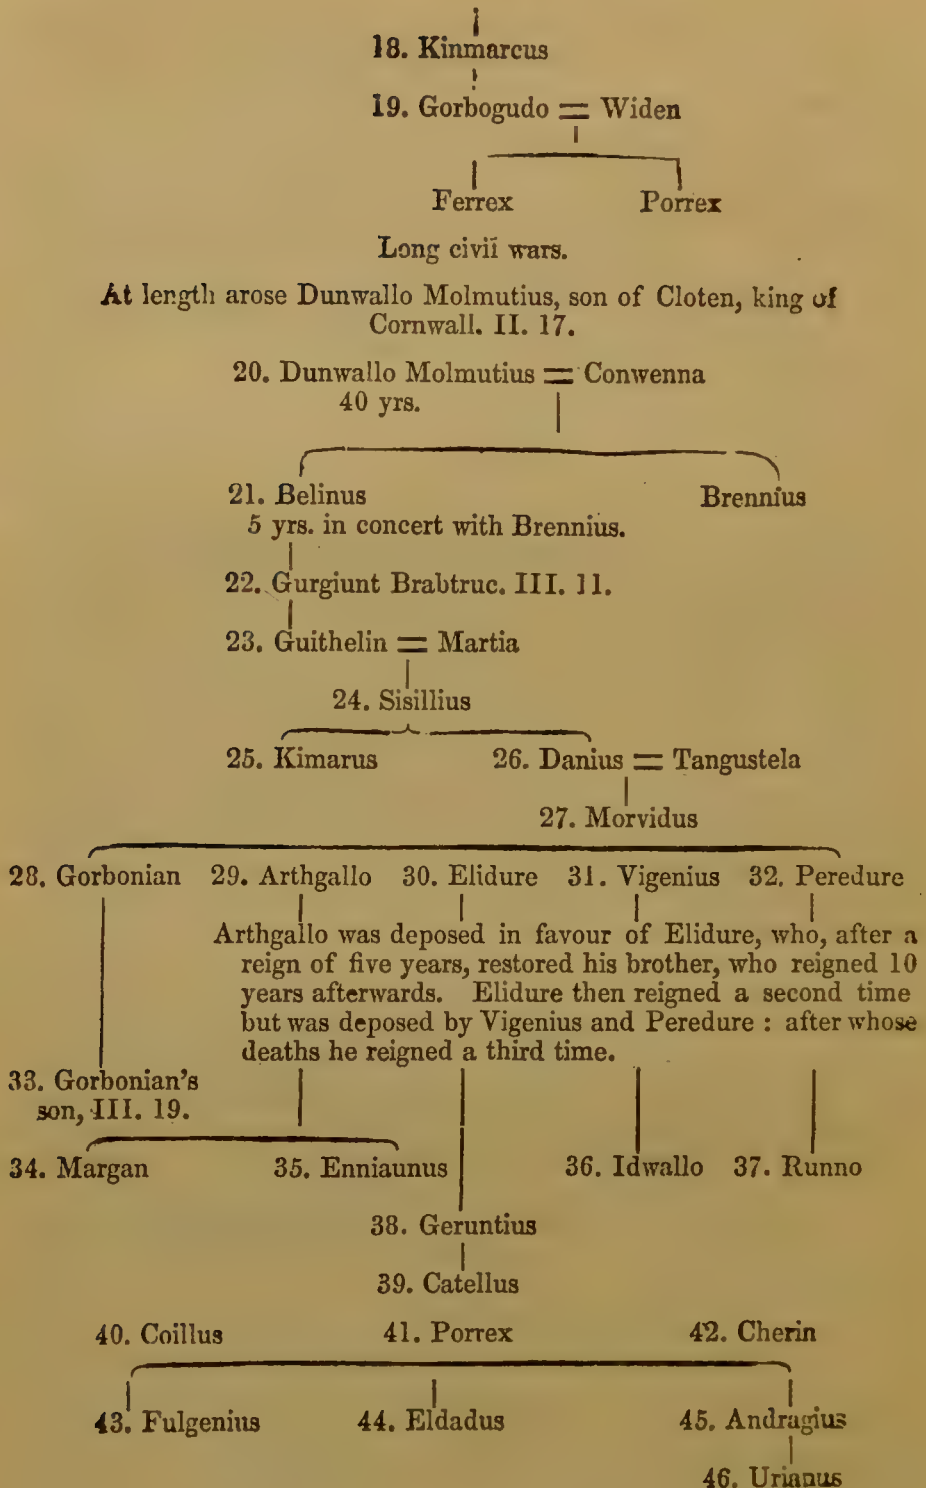 18. Kinmarcus
19. Gorbogudo = Widen
Ferrex Porrex
Long civil wars.
At length arose Dunwallo Molmutius, son of Cloten, king of
Cornwall. II. 17.
20. Dunwallo Molmutius = Conwenna
40 yrs.
21. Belinus Brennius
5 yrs. in concert with Brennius.
22. Gurgiunt Brabtruc. III. 11.
23. Guithelin = Martia
24. Sisillius
25. Kimarus 26. Danius = Tangustela
27. Morvidus
28. Gorbonian 29. Arthgallo 30. Elidure 31. Vigenius 32. Peredure
Arthgallo was deposed in favour of Elidure, who, after a
reign of five years, restored his brother, who reigned 10
years afterwards. Elidure then reigned a second time
but was deposed by Vigenius and Peredure : after whose
deaths he reigned a third time.
33. Gorbonian's
son, III. 19.
34. Margan 35. Enniaunus 36. Idwallo 37. Runno
38. Geruntius
39. Catellus
40. Coillus 41. Porrex 42. Cherin
43. Fulgenius 44. Eldadus 45. Andragius
46. Urianus